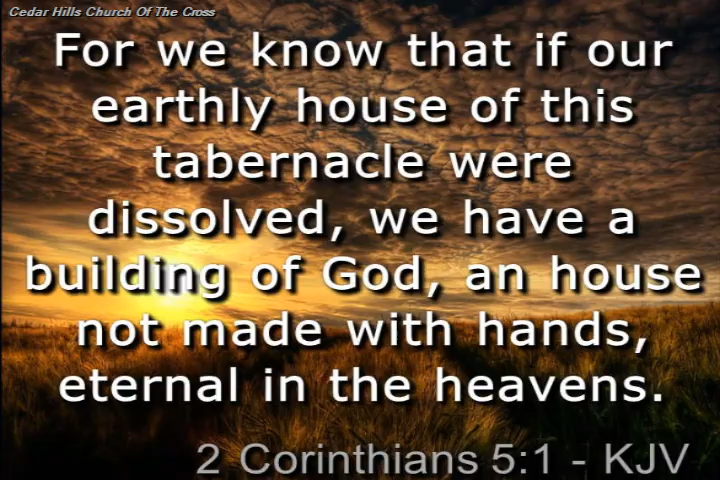 Cedar Hills Church Of The Cross
For we know that if our
earthly house of this
tabernacle were
dissolved, we have a
building of God, an house
not made with hands,
eternal in the heavens.
2 Corinthians 5:1 - KJV